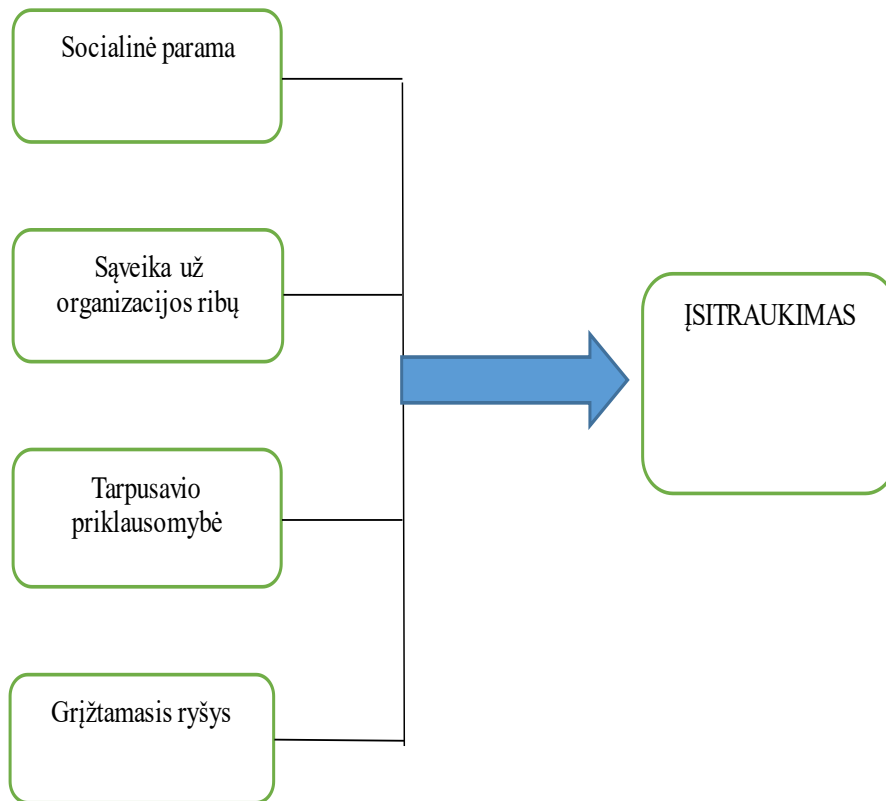 Socialinė parama
Sąveika už
organizacijos ribų
ĮSITRAUKIMAS
Tarpusavio
priklausomybė
Grįžtamasis ryšys